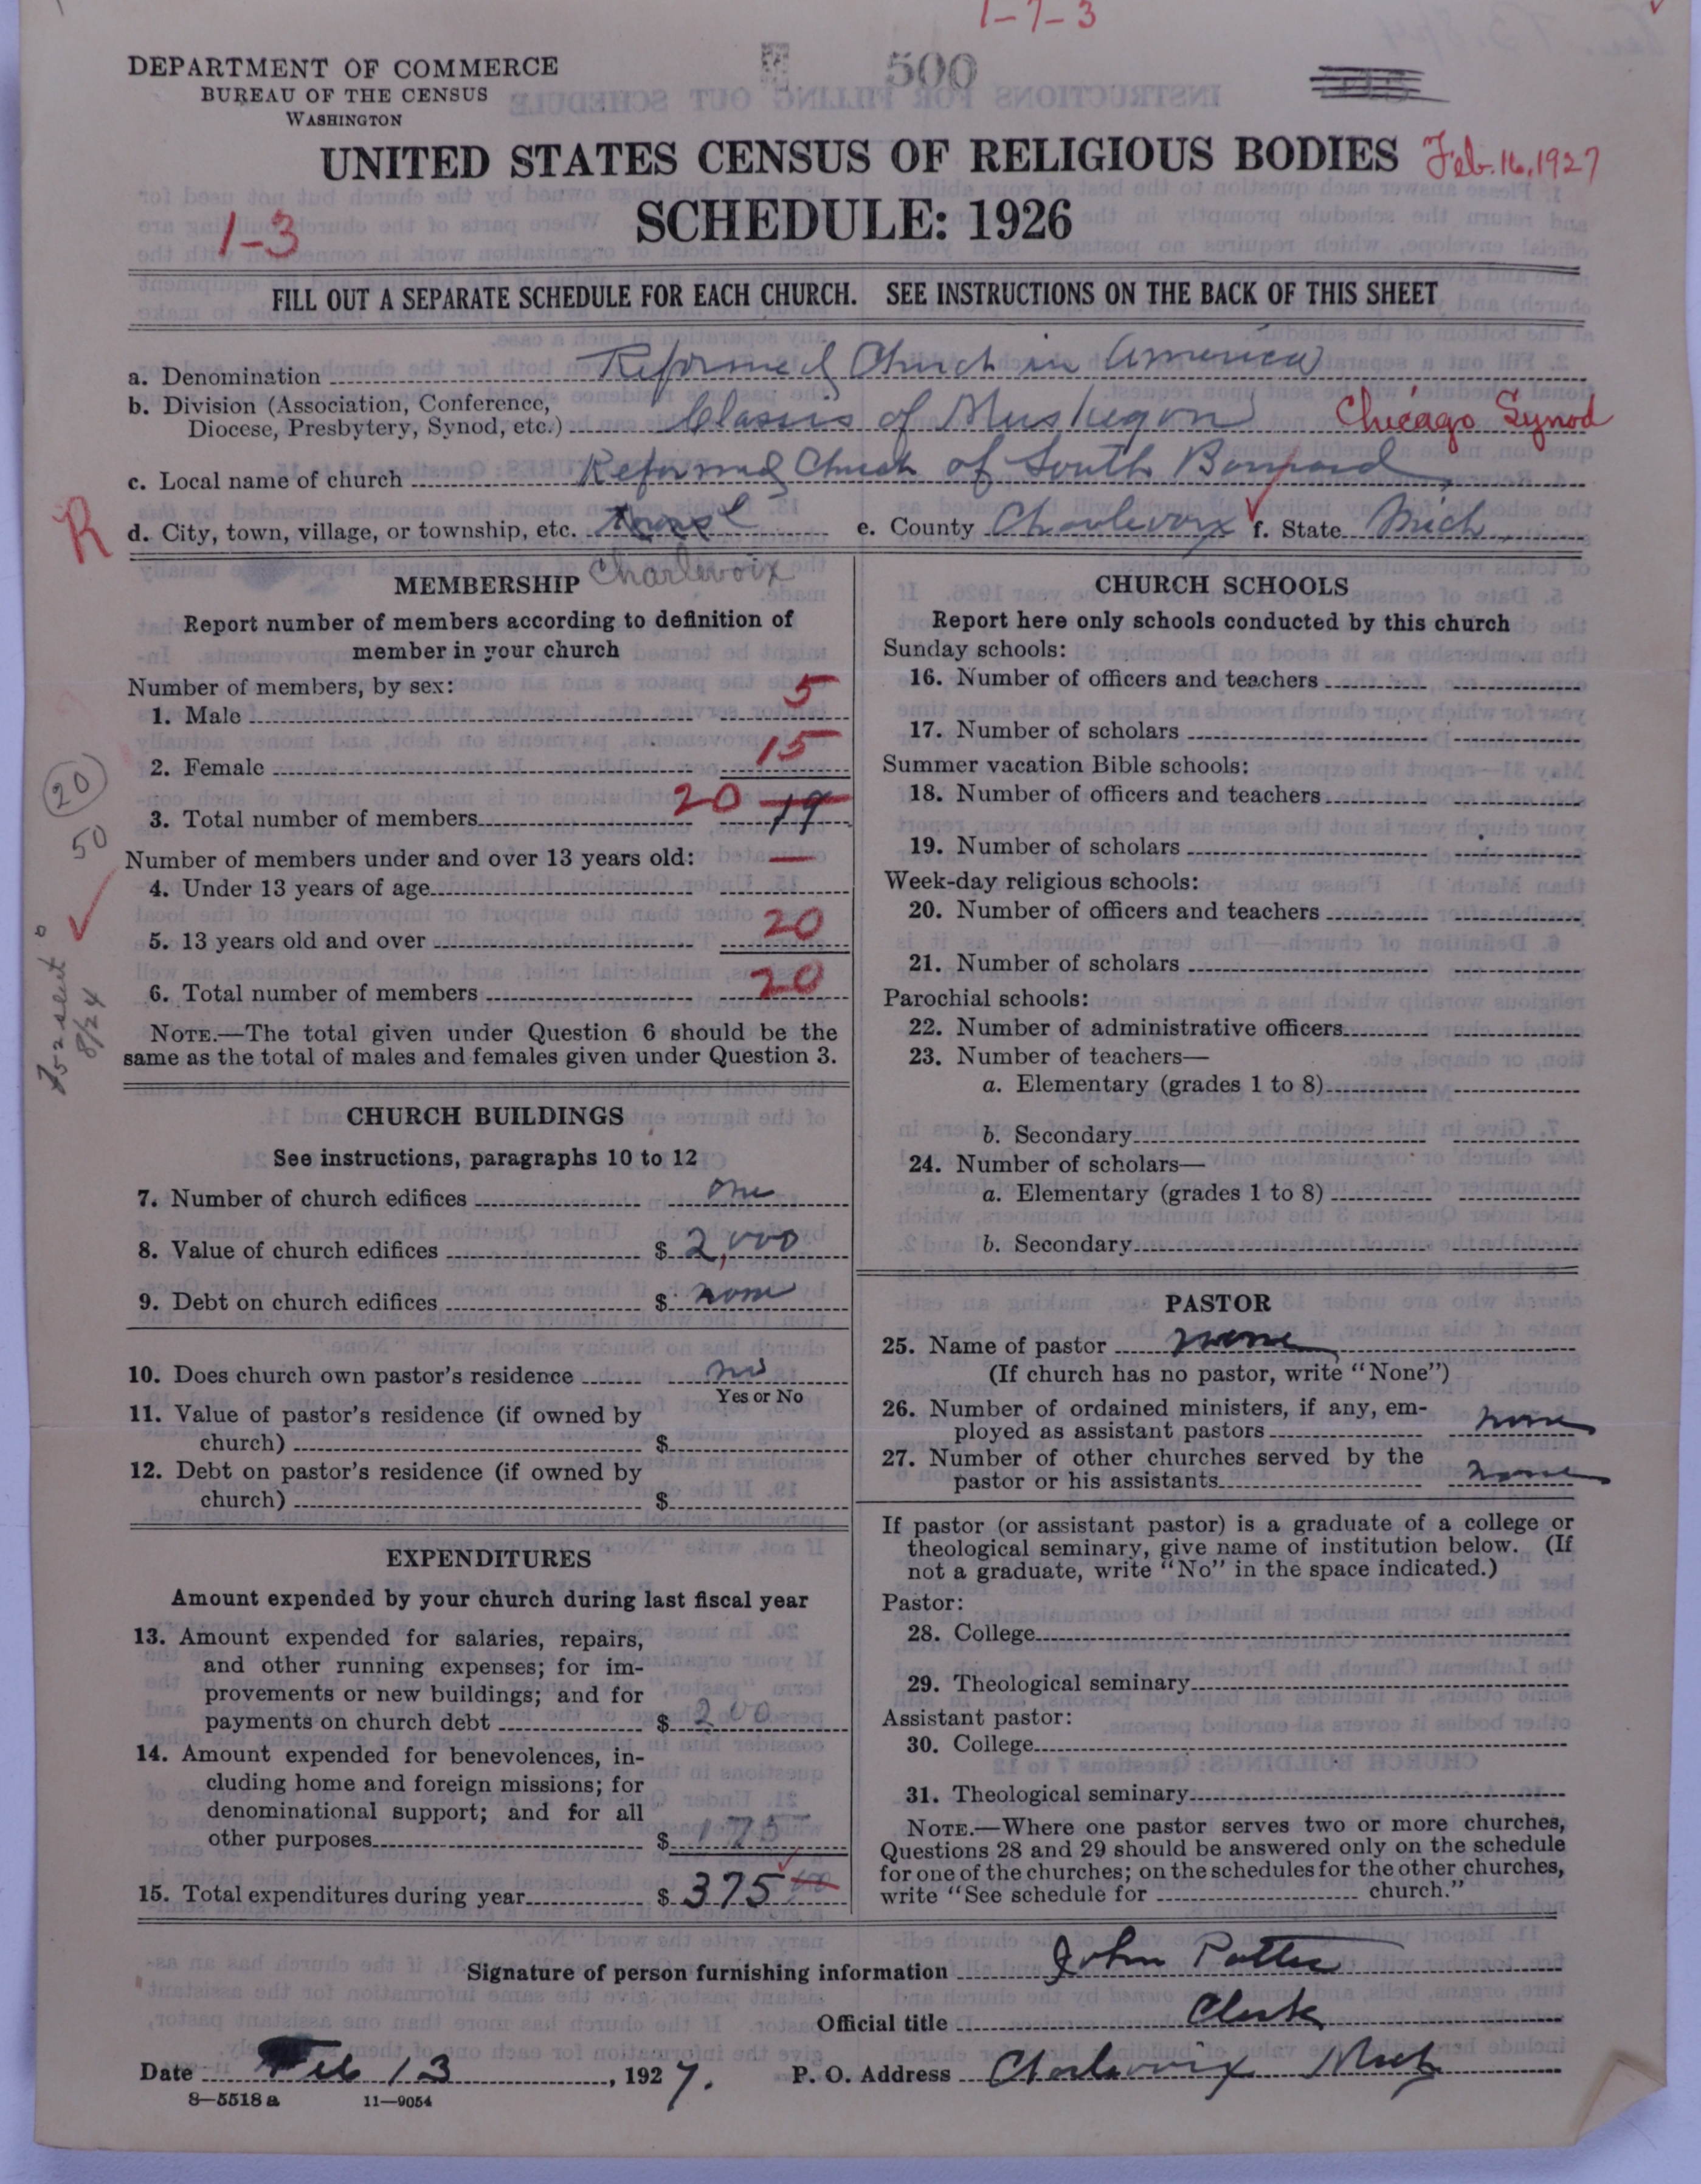 1-7-3
DEPARTMENT OF COMMERCE
BUREAU OF THE CENSUS
WASHINGTON
500
UNITED STATES CENSUS OF RELIGIOUS BODIES Feb. 16, 1927
1-3
SCHEDULE: 1926
FILL OUT A SEPARATE SCHEDULE FOR EACH CHURCH. SEE INSTRUCTIONS ON THE BACK OF THIS SHEET
a. Denomination Reformed Church in America
b. Division (Association, Conference,
Diocese, Presbytery, Synod, etc.) Classis of Muskegon Chicago Synod
c. Local name of church Reformed Church of South Barnard
R
d. City, town, village, or township, etc. e. County Charlevoix f. State Mich
Charlevoix
MEMBERSHIP
Report number of members according to definition of
member in your church
Number of members, by sex:
1. Male 5
2. Female 15
20
50
3. Total number of members 20 19
Number of members under and over 13 years old:
4. Under 13 years of age —
5. 13 years old and over 20
6. Total number of members 20
8/24
NOTE.—The total given under Question 6 should be the
same as the total of males and females given under Question 3.
CHURCH BUILDINGS
See instructions, paragraphs 10 to 12
7. Number of church edifices one
8. Value of church edifices $ 2,000
9. Debt on church edifices $ none
10. Does church own pastor's residence no
Yes or No
11. Value of pastor's residence (if owned by
church) $
12. Debt on pastor's residence (if owned by
church) $
EXPENDITURES
Amount expended by your church during last fiscal year
13. Amount expended for salaries, repairs,
and other running expenses; for im-
provements or new buildings; and for
payments on church debt $ 200
14. Amount expended for benevolences, in-
cluding home and foreign missions; for
denominational support; and for all
other purposes $ 175
15. Total expenditures during year $ 375
CHURCH SCHOOLS
Report here only schools conducted by this church
Sunday schools:
16. Number of officers and teachers
17. Number of scholars
Summer vacation Bible schools:
18. Number of officers and teachers
19. Number of scholars
Week-day religious schools:
20. Number of officers and teachers
21. Number of scholars
Parochial schools:
22. Number of administrative officers
23. Number of teachers—
a. Elementary (grades 1 to 8)
b. Secondary
24. Number of scholars—
a. Elementary (grades 1 to 8)
b. Secondary
PASTOR
25. Name of pastor none
(If church has no pastor, write "None")
26. Number of ordained ministers, if any, em-
ployed as assistant pastors none
27. Number of other churches served by the
pastor or his assistants none
If pastor (or assistant pastor) is a graduate of a college or
theological seminary, give name of institution below. (If
not a graduate, write "No" in the space indicated.)
Pastor:
28. College
29. Theological seminary
Assistant pastor:
30. College
31. Theological seminary
NOTE.—Where one pastor serves two or more churches,
Questions 28 and 29 should be answered only on the schedule
for one of the churches; on the schedules for the other churches,
write "See schedule for church."
Signature of person furnishing information John Potter
Official title Clerk
Date Feb 13, 1927. P. O. Address Charlevoix Mich
8—5518 a 11—9054